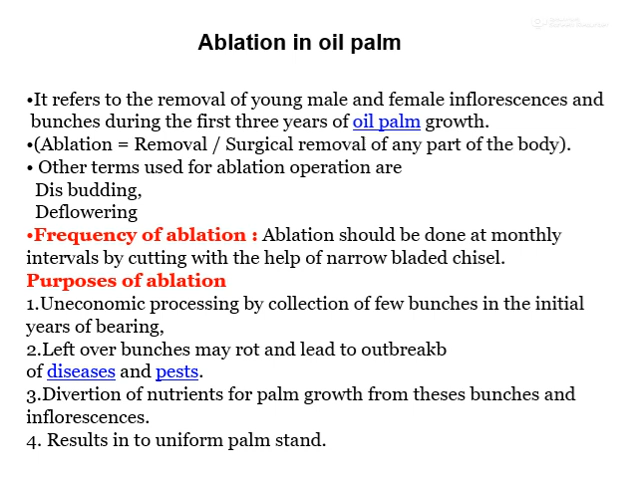 Ablation in oil palm
•It refers to the removal of young male and female inflorescences and
bunches during the first three years of oil palm growth.
•(Ablation = Removal / Surgical removal of any part of the body).
• Other terms used for ablation operation are
Dis budding,
Deflowering
•Frequency of ablation : Ablation should be done at monthly
intervals by cutting with the help of narrow bladed chisel.
Purposes of ablation
1.Uneconomic processing by collection of few bunches in the initial
years of bearing,
2.Left over bunches may rot and lead to outbreakb
of diseases and pests.
3.Divertion of nutrients for palm growth from theses bunches and
inflorescences.
4. Results in to uniform palm stand.